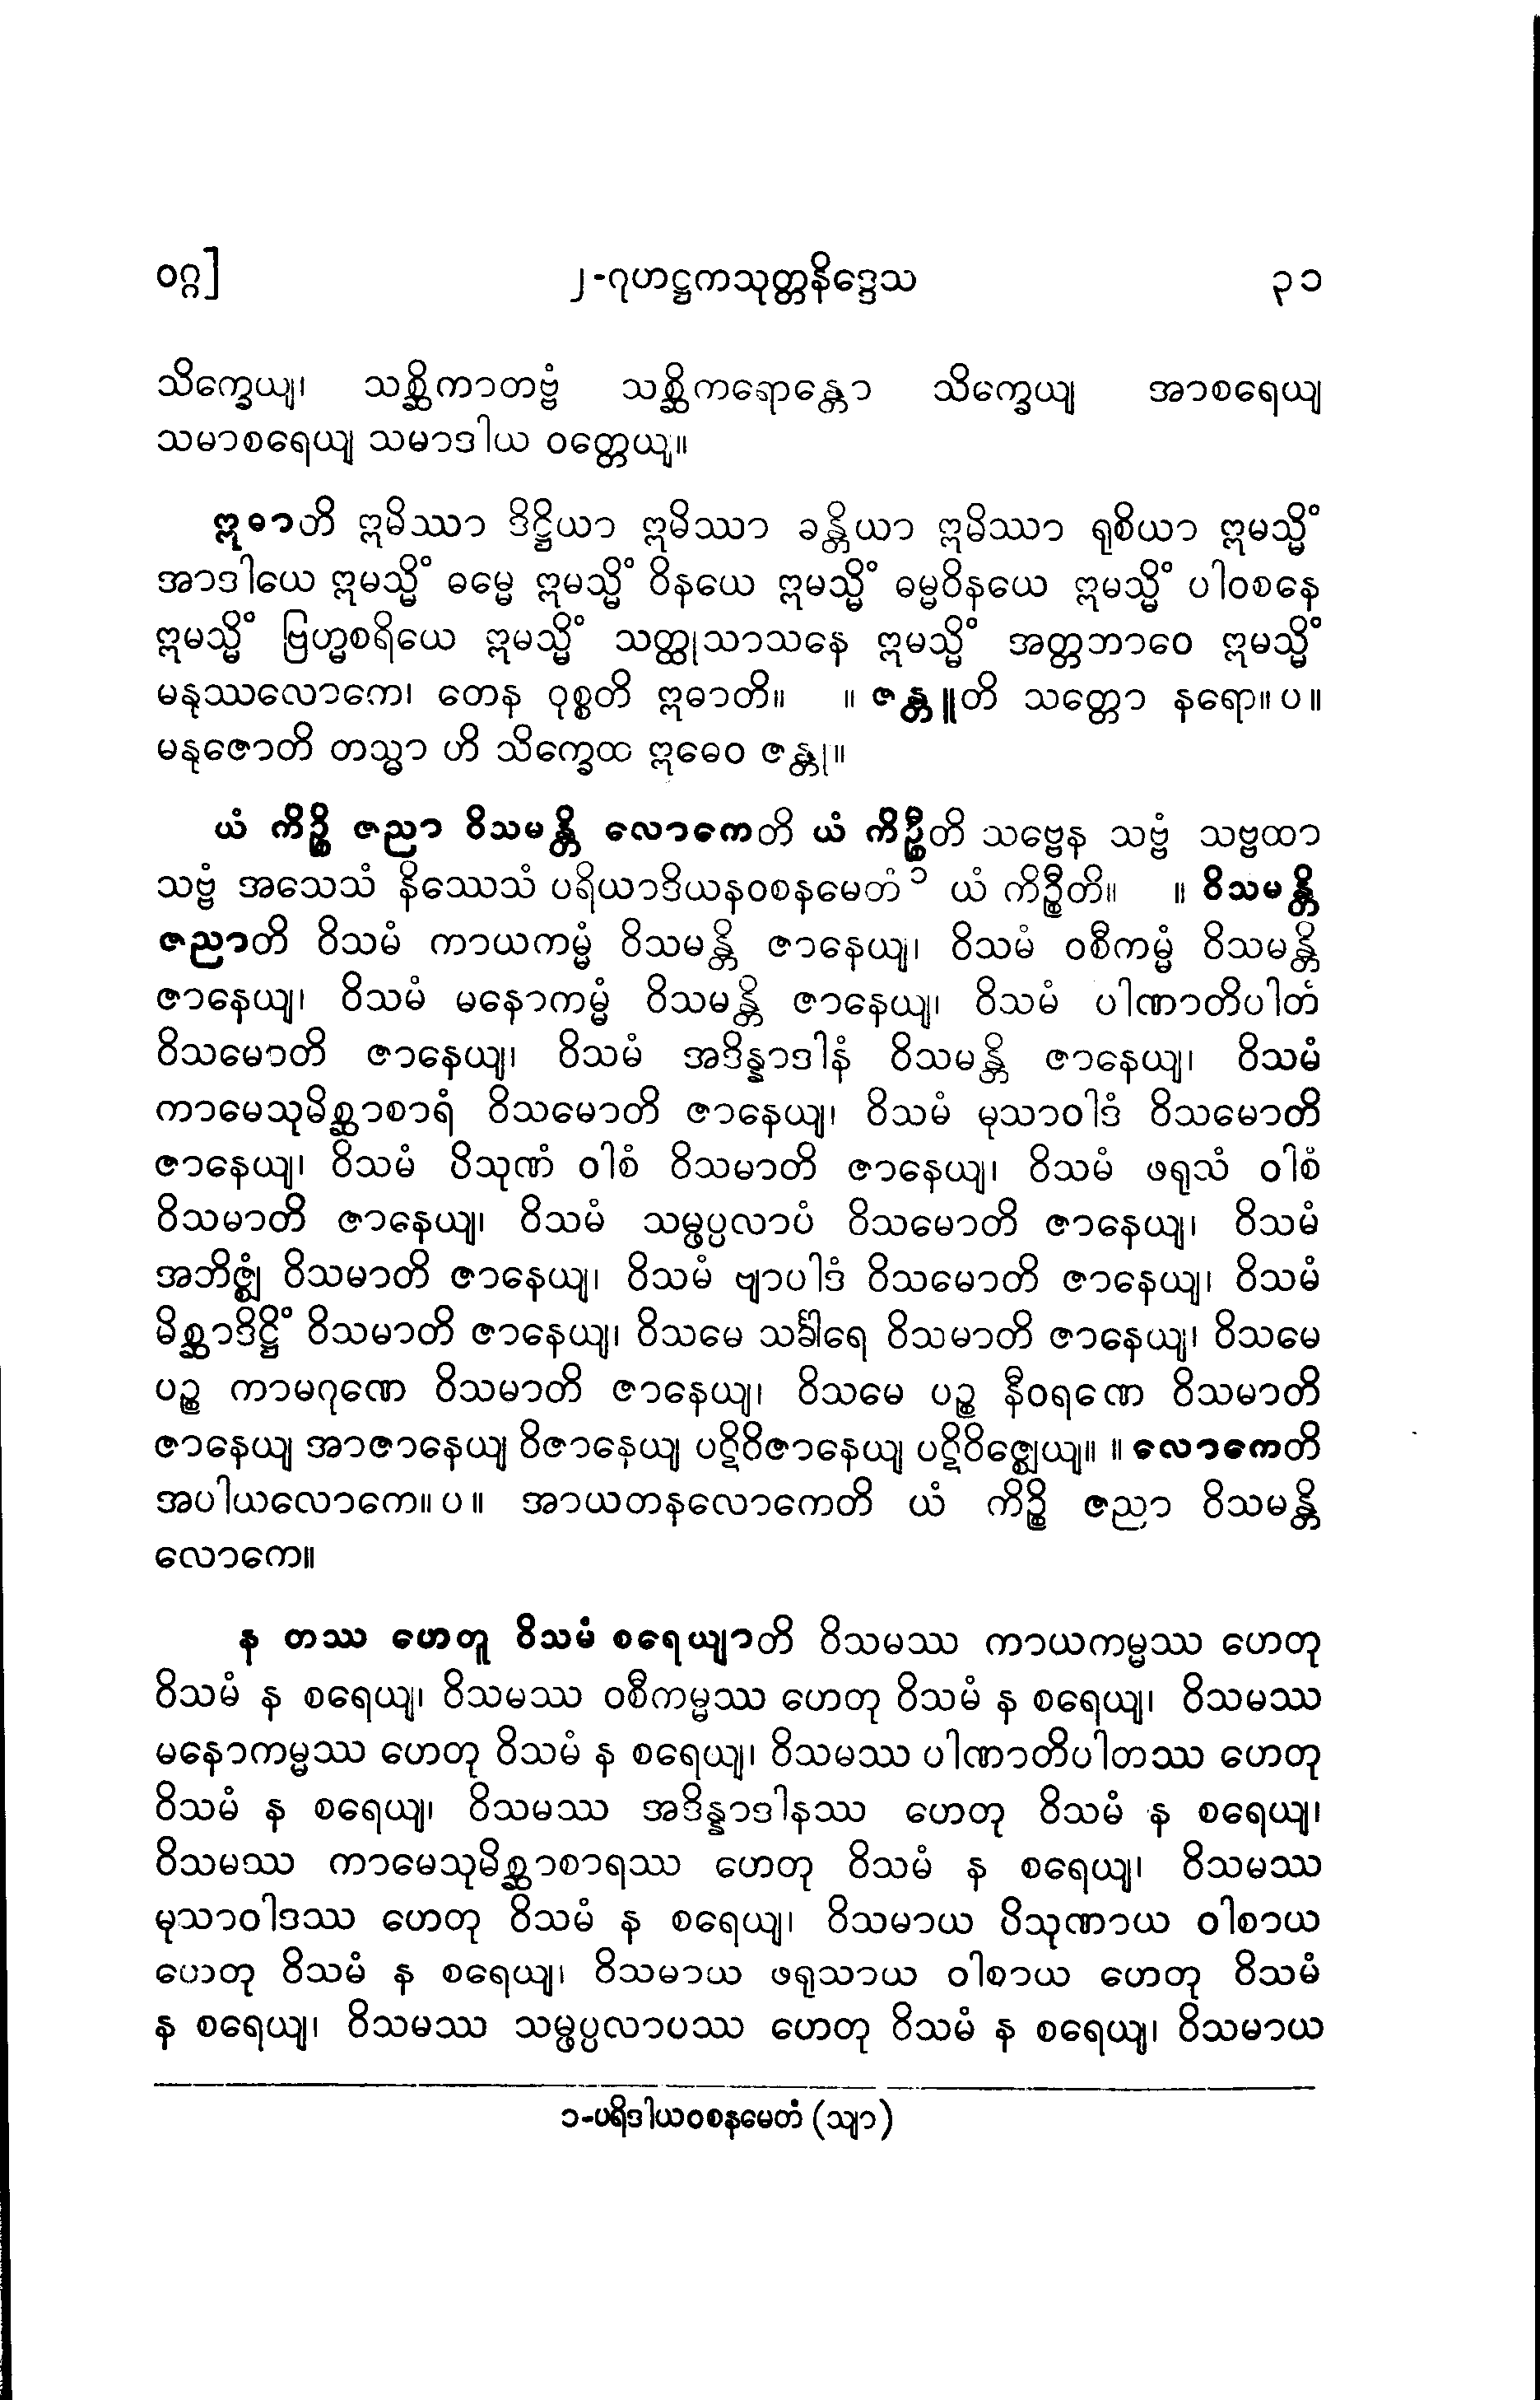 ၀ဂ္ဂ] ၂-ဂုဟဋ္ဌကသုတ္တနိဒ္ဒေသ ၃၁
သိက္ခေယျ၊ သစ္ဆိကာတဗ္ဗံ သစ္ဆိကရောန္တော သိက္ခေယျ အာစရေယျ
သမာစရေယျ သမာဒါယ ဝတ္တေယျ။
ဣဓာတိ ဣမိဿာ ဒိဋ္ဌိယာ ဣမိဿာ ခန္တိယာ ဣမိဿာ ရုစိယာ ဣမသ္မိံ
အာဒါယေ ဣမသ္မိံ ဓမ္မေ ဣမသ္မိံ ဝိနယေ ဣမသ္မိံ ဓမ္မဝိနယေ ဣမသ္မိံ ပါဝစနေ
ဣမသ္မိံ ဗြဟ္မစရိယေ ဣမသ္မိံ သတ္ထုသာသနေ ဣမသ္မိံ အတ္တဘာဝေ ဣမသ္မိံ
မနုဿလောကေ၊ တေန ဝုစ္စတိ ဣဓာတိ။ ။ ဇန္တူတိ သတ္တော နရော။ ပ။
မနုဇောတိ တသ္မာ ဟိ သိက္ခေထ ဣဓေဝ ဇန္တု။
ယံ ကိဉ္စိ ဇညာ ဝိသမန္တိ လောကေတိ ယံ ကိဉ္စီတိ သဗ္ဗေန သဗ္ဗံ သဗ္ဗထာ
သဗ္ဗံ အသေသံ နိဿေသံ ပရိယာဒိယနဝစနမေတံ ၁ ယံ ကိဉ္စီတိ။ ။ ဝိသမန္တိ
ဇညာတိ ဝိသမံ ကာယကမ္မံ ဝိသမန္တိ ဇာနေယျ၊ ဝိသမံ ဝစီကမ္မံ ဝိသမန္တိ
ဇာနေယျ၊ ဝိသမံ မနောကမ္မံ ဝိသမန္တိ ဇာနေယျ၊ ဝိသမံ ပါဏာတိပါတံ
ဝိသမောတိ ဇာနေယျ၊ ဝိသမံ အဒိန္နာဒါနံ ဝိသမန္တိ ဇာနေယျ၊ ဝိသမံ
ကာမေသုမိစ္ဆာစာရံ ဝိသမောတိ ဇာနေယျ၊ ဝိသမံ မုသာဝါဒံ ဝိသမောတိ
ဇာနေယျ၊ ဝိသမံ ပိသုဏံ ဝါစံ ဝိသမာတိ ဇာနေယျ၊ ဝိသမံ ဖရုသံ ဝါစံ
ဝိသမာတိ ဇာနေယျ၊ ဝိသမံ သမ္ဖပ္ပလာပံ ဝိသမောတိ ဇာနေယျ၊ ဝိသမံ
အဘိဇ္ဈံ ဝိသမာတိ ဇာနေယျ၊ ဝိသမံ ဗျာပါဒံ ဝိသမောတိ ဇာနေယျ၊ ဝိသမံ
မိစ္ဆာဒိဋ္ဌိံ ဝိသမာတိ ဇာနေယျ၊ ဝိသမေ သင်္ခါရေ ဝိသမာတိ ဇာနေယျ၊ ဝိသမေ
ပဉ္စ ကာမဂုဏေ ဝိသမာတိ ဇာနေယျ၊ ဝိသမေ ပဉ္စ နီဝရဏေ ဝိသမာတိ
ဇာနေယျ အာဇာနေယျ ဝိဇာနေယျ ပဋိဝိဇာနေယျ ပဋိဝိဇ္ဈေယျ။ ။ လောကေတိ
အပါယလောကေ။ ပ။ အာယတနလောကေတိ ယံ ကိဉ္စိ ဇညာ ဝိသမန္တိ
လောကေ။
န တဿ ဟေတူ ဝိသမံ စရေယျာတိ ဝိသမဿ ကာယကမ္မဿ ဟေတု
ဝိသမံ န စရေယျ၊ ဝိသမဿ ဝစီကမ္မဿ ဟေတု ဝိသမံ န စရေယျ၊ ဝိသမဿ
မနောကမ္မဿ ဟေတု ဝိသမံ န စရေယျ၊ ဝိသမဿ ပါဏာတိပါတဿ ဟေတု
ဝိသမံ န စရေယျ၊ ဝိသမဿ အဒိန္နာဒါနဿ ဟေတု ဝိသမံ န စရေယျ၊
ဝိသမဿ ကာမေသုမိစ္ဆာစာရဿ ဟေတု ဝိသမံ န စရေယျ၊ ဝိသမဿ
မုသာဝါဒဿ ဟေတု ဝိသမံ န စရေယျ၊ ဝိသမာယ ပိသုဏာယ ဝါစာယ
ဟေတု ဝိသမံ န စရေယျ၊ ဝိသမာယ ဖရုသာယ ဝါစာယ ဟေတု ဝိသမံ
န စရေယျ၊ ဝိသမဿ သမ္ဖပ္ပလာပဿ ဟေတု ဝိသမံ န စရေယျ၊ ဝိသမာယ
၁-ပရိဒါယဝစနမေတံ (သျာ)